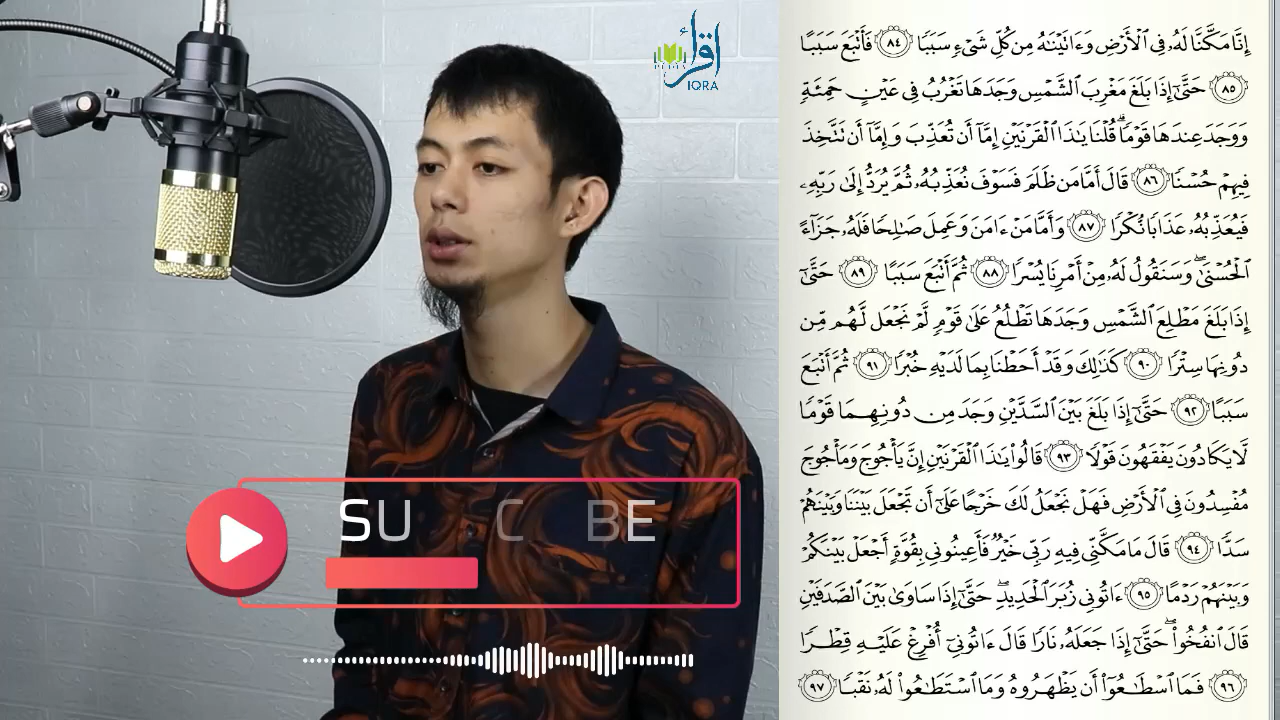 اقرأ
MEDIA
IQRA
SU C BE
إِنَّا مَكَّنَّا لَهُۥ فِى ٱلْأَرْضِ وَءَاتَيْنَٰهُ مِن كُلِّ شَىْءٍ سَبَبًا ٨٤ فَأَتْبَعَ سَبَبًا
٨٥ حَتَّىٰٓ إِذَا بَلَغَ مَغْرِبَ ٱلشَّمْسِ وَجَدَهَا تَغْرُبُ فِى عَيْنٍ حَمِئَةٍ
وَوَجَدَ عِندَهَا قَوْمًا ۗ قُلْنَا يَٰذَا ٱلْقَرْنَيْنِ إِمَّآ أَن تُعَذِّبَ وَإِمَّآ أَن تَتَّخِذَ
فِيهِمْ حُسْنًا ٨٦ قَالَ أَمَّا مَن ظَلَمَ فَسَوْفَ نُعَذِّبُهُۥ ثُمَّ يُرَدُّ إِلَىٰ رَبِّهِۦ
فَيُعَذِّبُهُۥ عَذَابًا نُّكْرًا ٨٧ وَأَمَّا مَنْ ءَامَنَ وَعَمِلَ صَٰلِحًا فَلَهُۥ جَزَآءً
ٱلْحُسْنَىٰ ۖ وَسَنَقُولُ لَهُۥ مِنْ أَمْرِنَا يُسْرًا ٨٨ ثُمَّ أَتْبَعَ سَبَبًا ٨٩ حَتَّىٰٓ
إِذَا بَلَغَ مَطْلِعَ ٱلشَّمْسِ وَجَدَهَا تَطْلُعُ عَلَىٰ قَوْمٍ لَّمْ نَجْعَل لَّهُم مِّن
دُونِهَا سِتْرًا ٩٠ كَذَٰلِكَ وَقَدْ أَحَطْنَا بِمَا لَدَيْهِ خُبْرًا ٩١ ثُمَّ أَتْبَعَ
سَبَبًا ٩٢ حَتَّىٰٓ إِذَا بَلَغَ بَيْنَ ٱلسَّدَّيْنِ وَجَدَ مِن دُونِهِمَا قَوْمًا
لَّا يَكَادُونَ يَفْقَهُونَ قَوْلًا ٩٣ قَالُوا۟ يَٰذَا ٱلْقَرْنَيْنِ إِنَّ يَأْجُوجَ وَمَأْجُوجَ
مُفْسِدُونَ فِى ٱلْأَرْضِ فَهَلْ نَجْعَلُ لَكَ خَرْجًا عَلَىٰٓ أَن تَجْعَلَ بَيْنَنَا وَبَيْنَهُمْ
سَدًّا ٩٤ قَالَ مَا مَكَّنِّى فِيهِ رَبِّى خَيْرٌ فَأَعِينُونِى بِقُوَّةٍ أَجْعَلْ بَيْنَكُمْ
وَبَيْنَهُمْ رَدْمًا ٩٥ ءَاتُونِى زُبَرَ ٱلْحَدِيدِ ۖ حَتَّىٰٓ إِذَا سَاوَىٰ بَيْنَ ٱلصَّدَفَيْنِ
قَالَ ٱنفُخُوا۟ ۖ حَتَّىٰٓ إِذَا جَعَلَهُۥ نَارًا قَالَ ءَاتُونِىٓ أُفْرِغْ عَلَيْهِ قِطْرًا
٩٦ فَمَا ٱسْطَٰعُوٓا۟ أَن يَظْهَرُوهُ وَمَا ٱسْتَطَٰعُوا۟ لَهُۥ نَقْبًا ٩٧